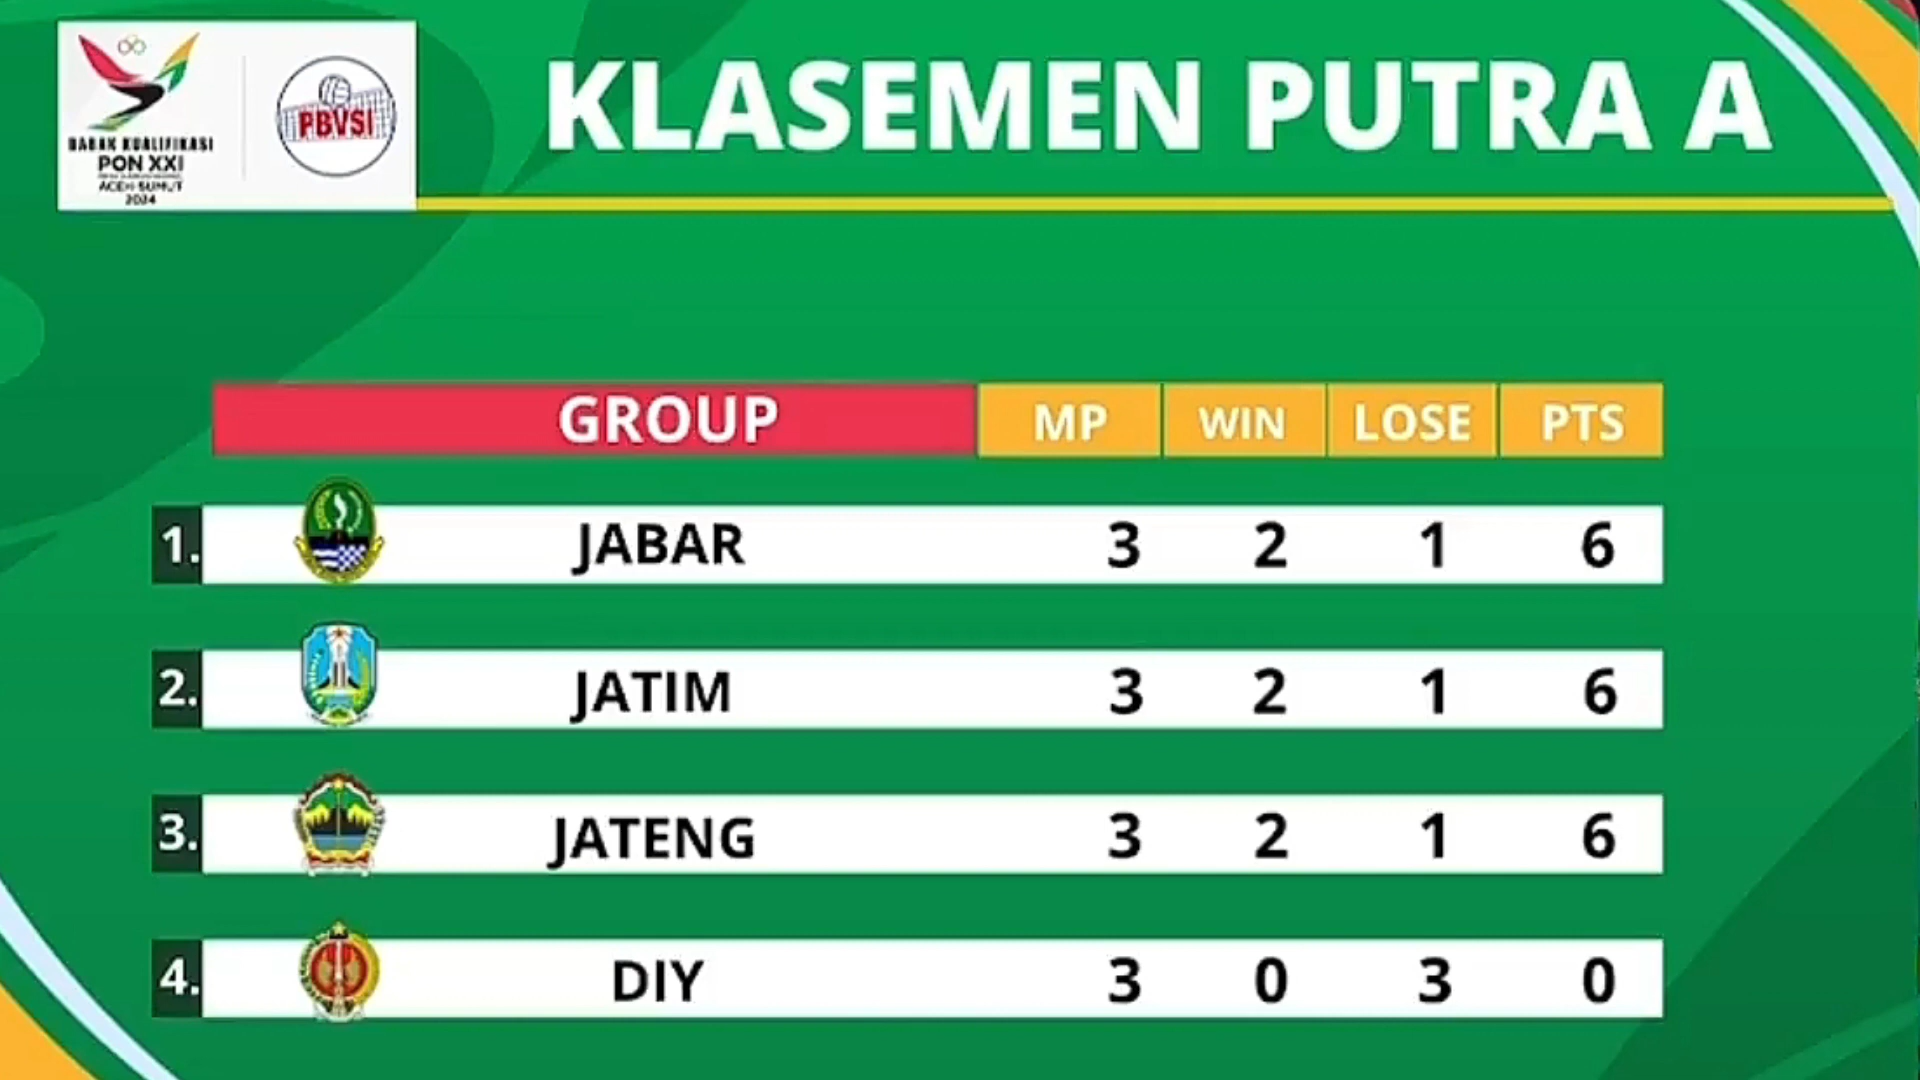 BABAK KUALIFIKASI
PON XXI
ACEH-SUMUT
2024
PBVSI
KLASEMEN PUTRA A
GROUP MP WIN LOSE PTS
1. JABAR 3 2 1 6
2. JATIM 3 2 1 6
3. JATENG 3 2 1 6
4. DIY 3 0 3 0